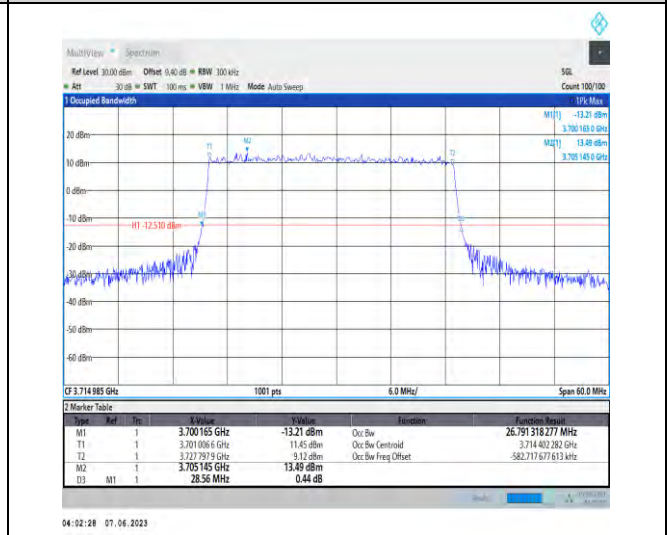 MultiView Spectrum
Ref Level 30.00 dBm Offset 9.40 dB RBW 300 kHz SGL
Att 30 dB SWT 100 ms VBW 1 MHz Mode Auto Sweep Count 100/100
1 Occupied Bandwidth 1Pk Max
M1[1] -13.21 dBm
3.700 165 0 GHz
M2[1] 13.49 dBm
3.705 145 0 GHz
20 dBm
T1 M2 T2
10 dBm
0 dBm
-10 dBm
M1
H1 -12.510 dBm
-20 dBm
-30 dBm
-40 dBm
-50 dBm
-60 dBm
CF 3.714 985 GHz 1001 pts 6.0 MHz/ Span 60.0 MHz
2 Marker Table
Type Ref Trc X-Value Y-Value Function Function Result
M1 1 3.700 165 GHz -13.21 dBm Occ Bw 26.791 318 277 MHz
T1 1 3.701 006 6 GHz 11.45 dBm Occ Bw Centroid 3.714 402 282 GHz
T2 1 3.727 797 9 GHz 9.12 dBm Occ Bw Freq Offset -582.717 677 613 kHz
M2 1 3.705 145 GHz 13.49 dBm
D3 M1 1 28.56 MHz 0.44 dB
04:02:28 07.06.2023